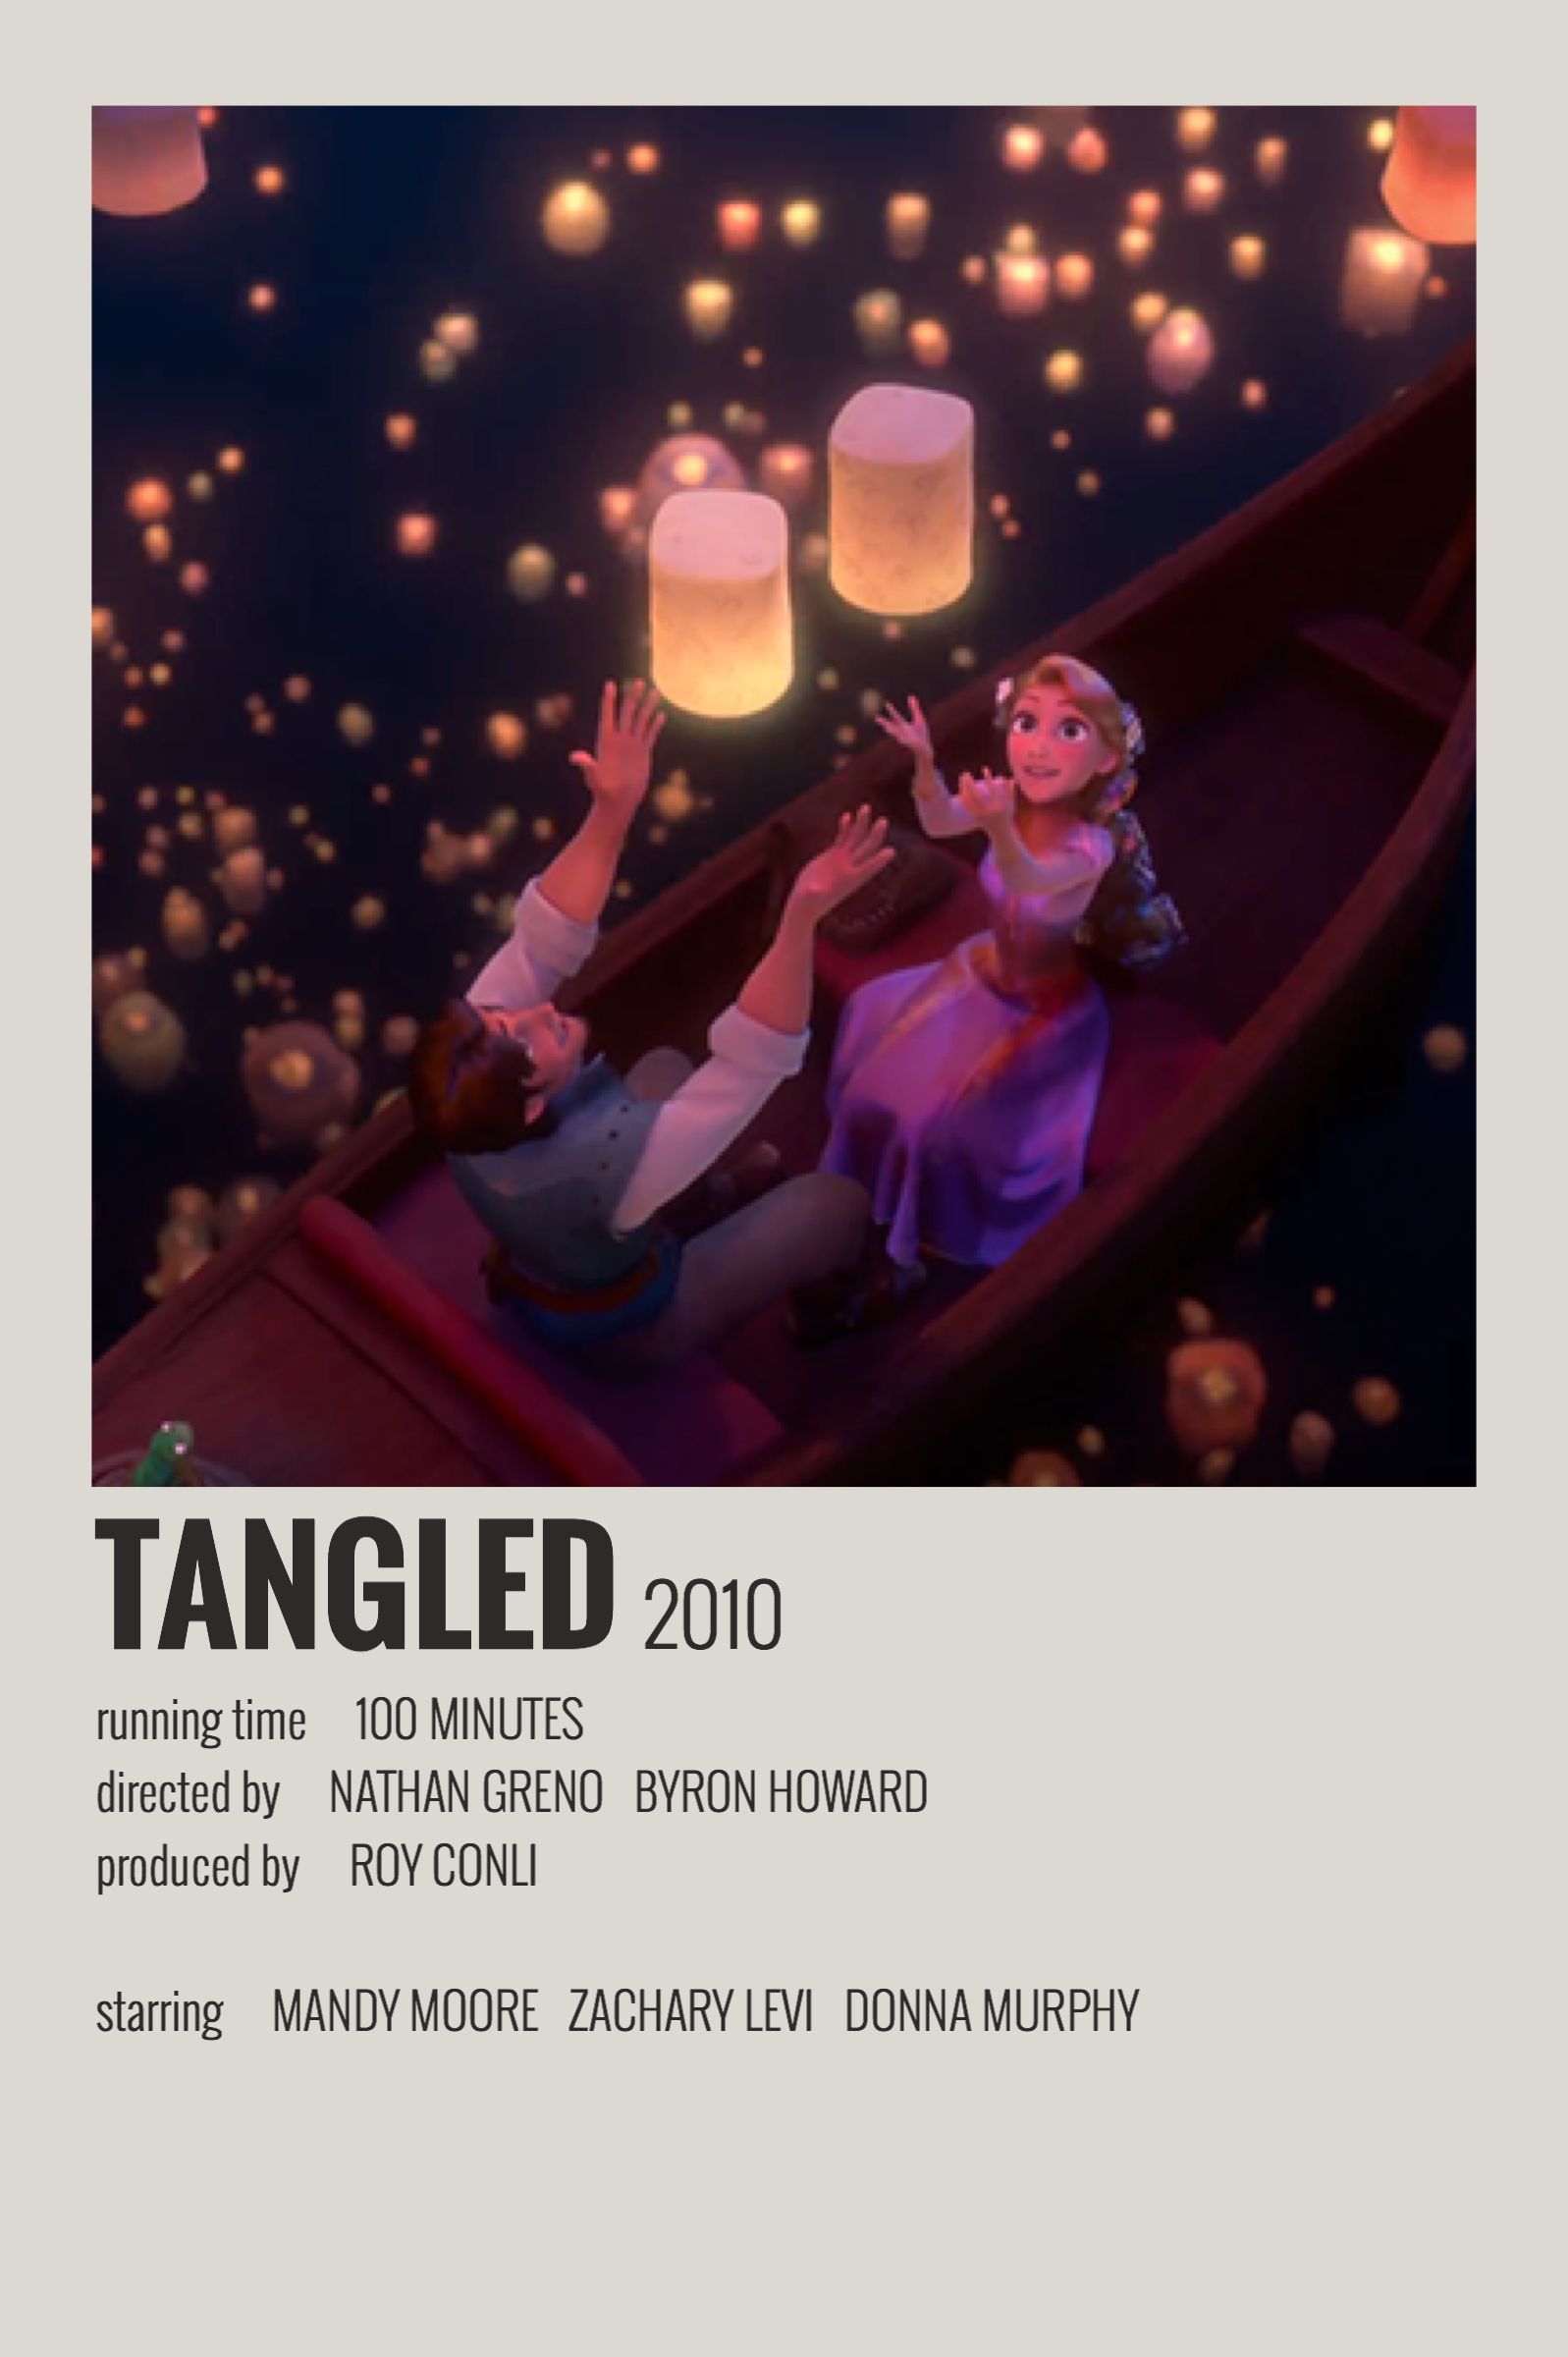 TANGLED 2010
running time 100 MINUTES
directed by NATHAN GRENO BYRON HOWARD
produced by ROY CONLI
starring MANDY MOORE ZACHARY LEVI DONNA MURPHY